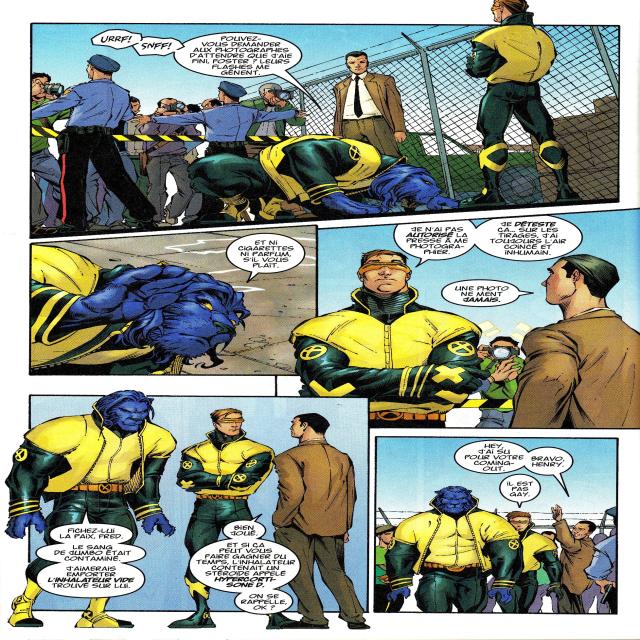 URRF!
SNFF!
POUVEZ-
VOUS DEMANDER
AUX PHOTOGRAPHES
D'ATTENDRE QUE J'AIE
FINI, FOSTER ? LEURS
FLASHES ME
GÊNENT.
ET NI
CIGARETTES
NI PARFUM,
S'IL VOUS
PLAIT.
JE N'AI PAS
AUTORISÉ LA
PRESSE À ME
PHOTOGRA-
PHIER.
JE DÉTESTE
ÇA... SUR LES
TIRAGES, J'AI
TOUJOURS L'AIR
COINCÉ ET
INHUMAIN.
UNE PHOTO
NE MENT
JAMAIS.
FICHEZ-LUI
LA PAIX, FRED.
LE SANG
DE JUMBO ÉTAIT
CONTAMINÉ.
J'AIMERAIS
EMPORTER
L'INHALATEUR VIDE
TROUVÉ SUR LUI.
BIEN
JOUÉ.
ET SI ÇA
PEUT VOUS
FAIRE GAGNER DU
TEMPS, L'INHALATEUR
CONTENAIT UN
STÉROÏDE APPELÉ
HYPERCORTI-
SONE D.
ON SE
RAPPELLE,
OK ?
HEY,
J'AI SU
POUR VOTRE
COMING-
OUT.
BRAVO,
HENRY.
IL EST
PAS
GAY.